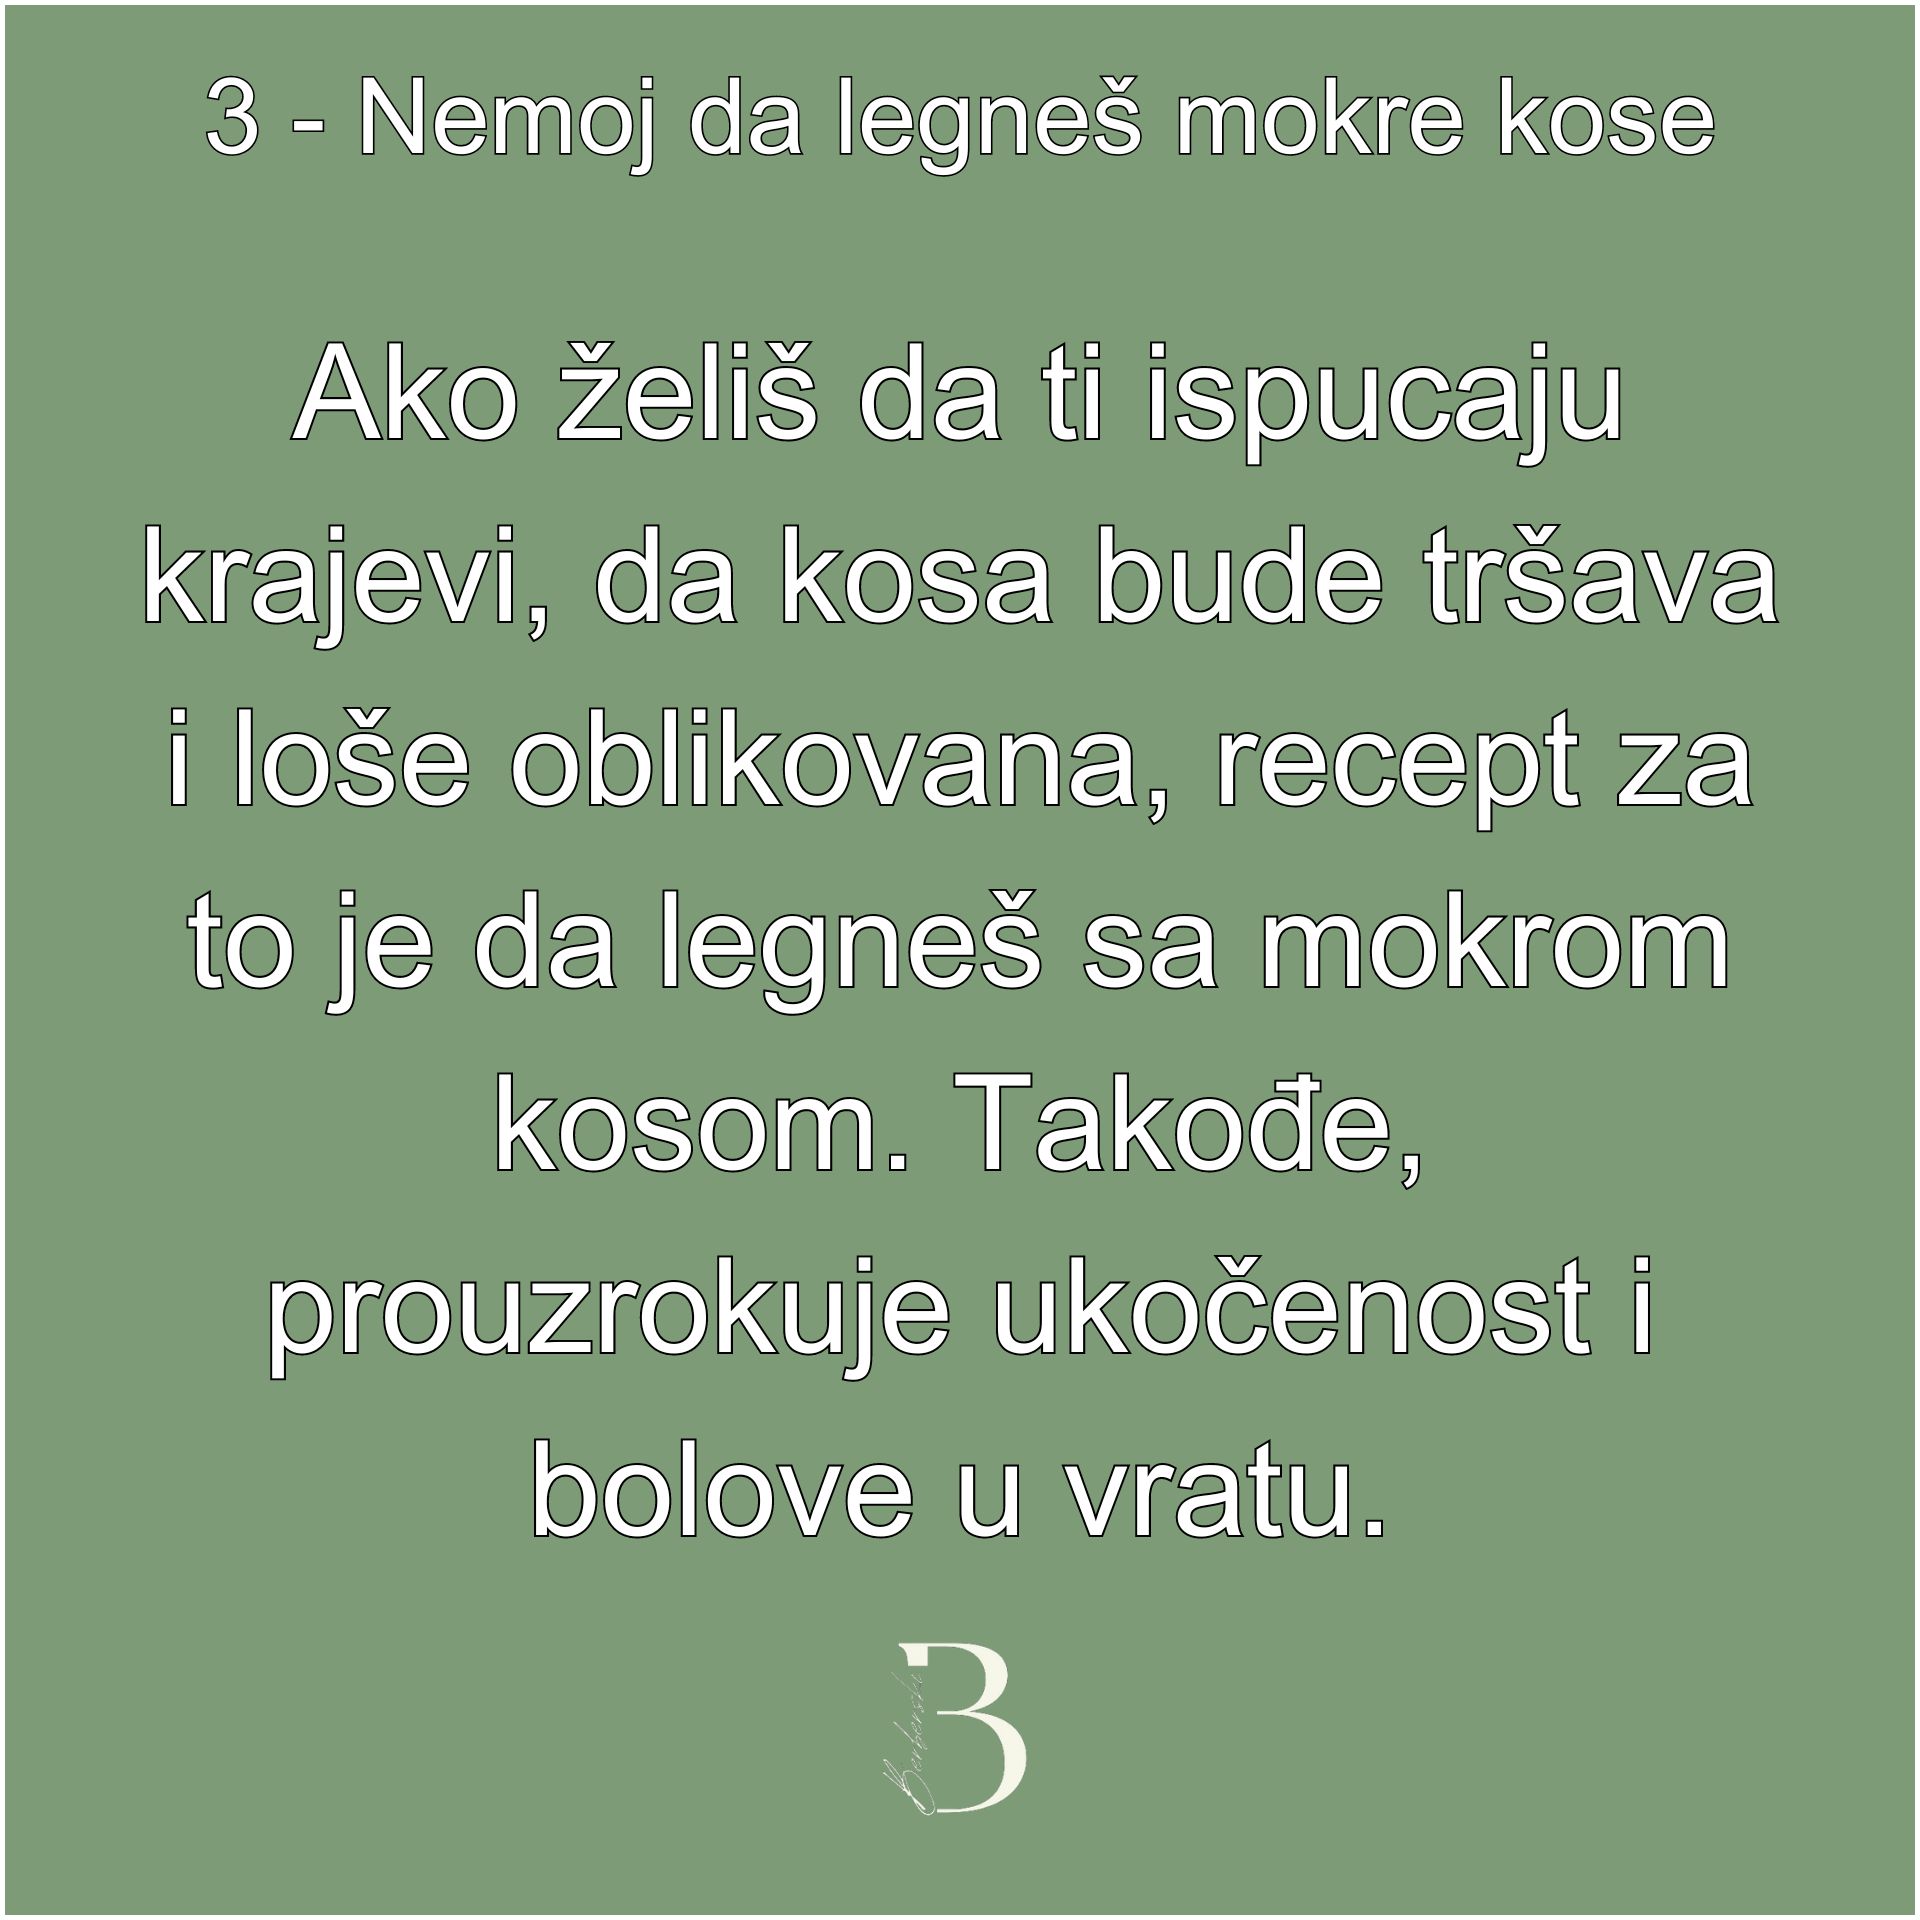 3 - Nemoj da legneš mokre kose
Ako želiš da ti ispucaju
krajevi, da kosa bude tršava
i loše oblikovana, recept za
to je da legneš sa mokrom
kosom. Takođe,
prouzrokuje ukočenost i
bolove u vratu.
B